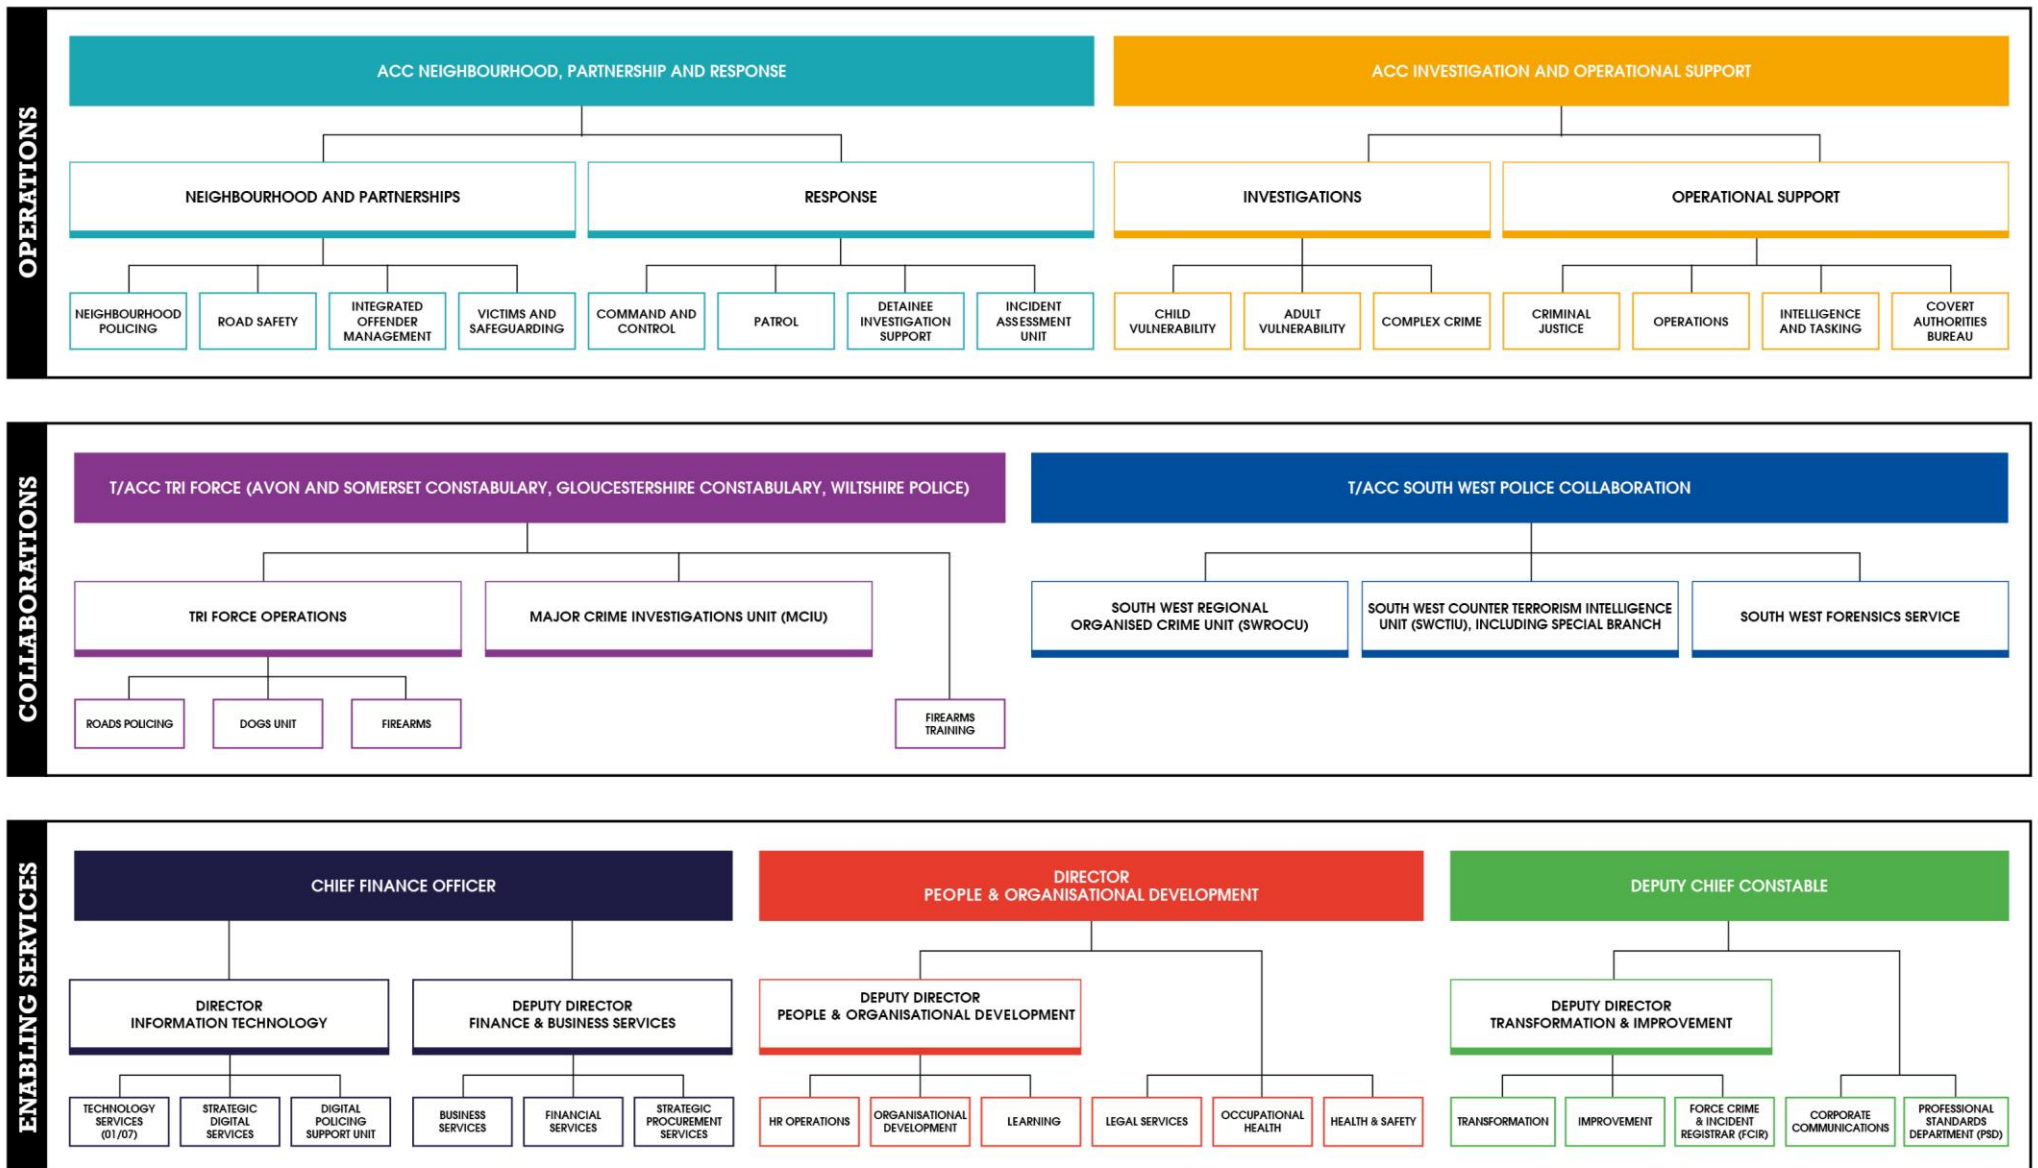 OPERATIONS
ACC NEIGHBOURHOOD, PARTNERSHIP AND RESPONSE
ACC INVESTIGATION AND OPERATIONAL SUPPORT
NEIGHBOURHOOD AND PARTNERSHIPS
RESPONSE
INVESTIGATIONS
OPERATIONAL SUPPORT
NEIGHBOURHOOD
POLICING
ROAD SAFETY
INTEGRATED
OFFENDER
MANAGEMENT
VICTIMS AND
SAFEGUARDING
COMMAND AND
CONTROL
PATROL
DETAINEE
INVESTIGATION
SUPPORT
INCIDENT
ASSESSMENT
UNIT
CHILD
VULNERABILITY
ADULT
VULNERABILITY
COMPLEX CRIME
CRIMINAL
JUSTICE
OPERATIONS
INTELLIGENCE
AND TASKING
COVERT
AUTHORITIES
BUREAU
COLLABORATIONS
T/ACC TRI FORCE (AVON AND SOMERSET CONSTABULARY, GLOUCESTERSHIRE CONSTABULARY, WILTSHIRE POLICE)
T/ACC SOUTH WEST POLICE COLLABORATION
TRI FORCE OPERATIONS
MAJOR CRIME INVESTIGATIONS UNIT (MCIU)
SOUTH WEST REGIONAL
ORGANISED CRIME UNIT (SWROCU)
SOUTH WEST COUNTER TERRORISM INTELLIGENCE
UNIT (SWCTIU), INCLUDING SPECIAL BRANCH
SOUTH WEST FORENSICS SERVICE
ROADS POLICING
DOGS UNIT
FIREARMS
FIREARMS
TRAINING
ENABLING SERVICES
CHIEF FINANCE OFFICER
DIRECTOR
PEOPLE & ORGANISATIONAL DEVELOPMENT
DEPUTY CHIEF CONSTABLE
DIRECTOR
INFORMATION TECHNOLOGY
DEPUTY DIRECTOR
FINANCE & BUSINESS SERVICES
DEPUTY DIRECTOR
PEOPLE & ORGANISATIONAL DEVELOPMENT
DEPUTY DIRECTOR
TRANSFORMATION & IMPROVEMENT
TECHNOLOGY
SERVICES
(01/07)
STRATEGIC
DIGITAL
SERVICES
DIGITAL
POLICING
SUPPORT UNIT
BUSINESS
SERVICES
FINANCIAL
SERVICES
STRATEGIC
PROCUREMENT
SERVICES
HR OPERATIONS
ORGANISATIONAL
DEVELOPMENT
LEARNING
LEGAL SERVICES
OCCUPATIONAL
HEALTH
HEALTH & SAFETY
TRANSFORMATION
IMPROVEMENT
FORCE CRIME
& INCIDENT
REGISTRAR (FCIR)
CORPORATE
COMMUNICATIONS
PROFESSIONAL
STANDARDS
DEPARTMENT (PSD)